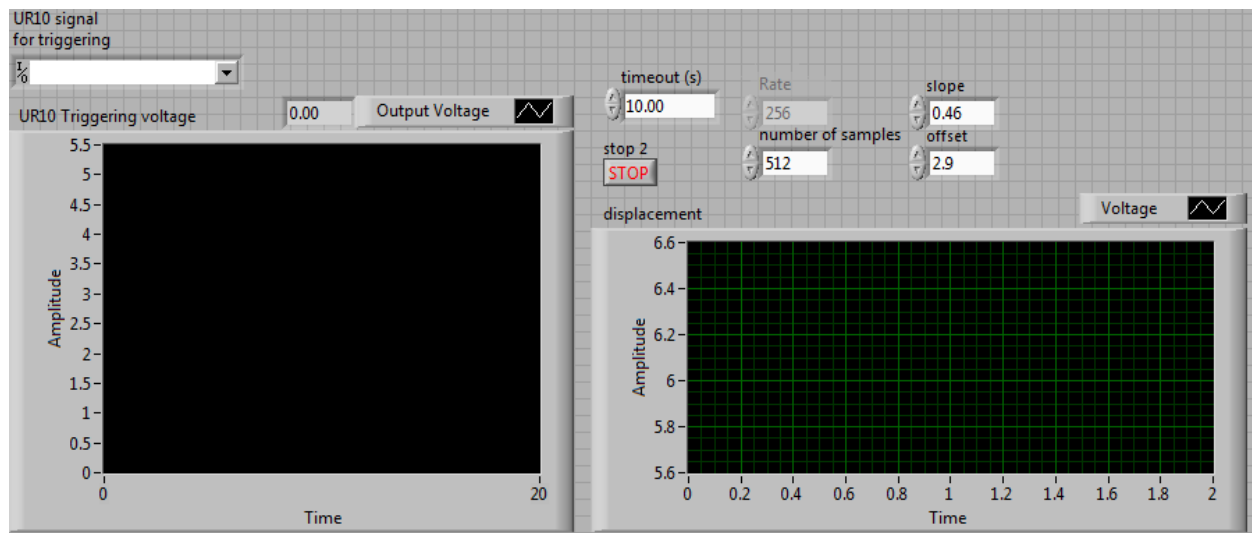 UR10 signal
for triggering
I/O
UR10 Triggering voltage
0.00
Output Voltage
5.5
5
4.5
4
3.5
3
2.5
2
1.5
1
0.5
0
Amplitude
0
20
Time
timeout (s)
10.00
Rate
256
slope
0.46
stop 2
STOP
number of samples
512
offset
2.9
displacement
Voltage
6.6
6.4
6.2
6
5.8
5.6
Amplitude
0 0.2 0.4 0.6 0.8 1 1.2 1.4 1.6 1.8 2
Time